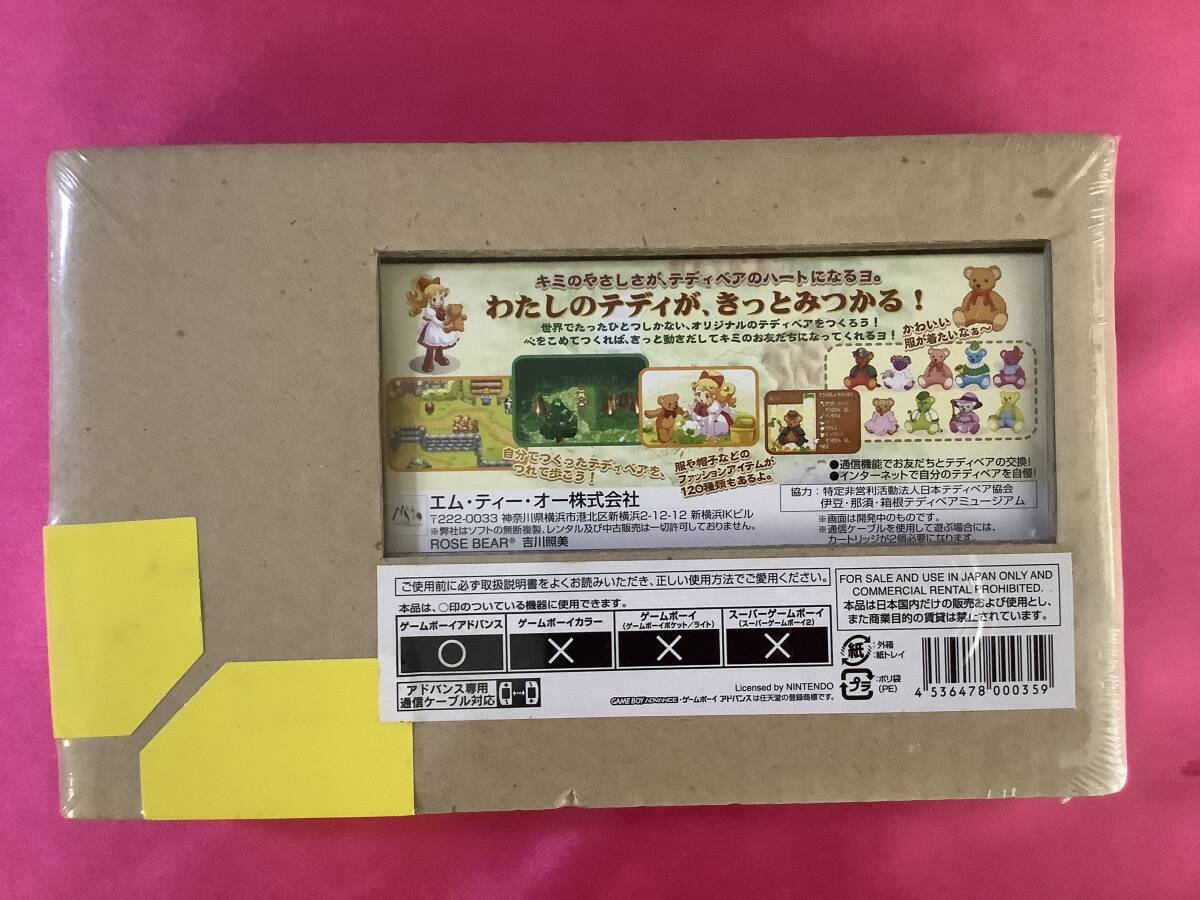 キミのやさしさが、テディベアのハートになるヨ。
わたしのテディが、きっとみつかる!
世界でたったひとつしかない、オリジナルのテディベアをつくろう!
心をこめてつくれば、きっと動きだしてキミのお友だちになってくれるヨ!
かわいい
服が着たいなぁ〜
自分でつくったテディベアを、
つれて歩こう!
服や帽子などの
ファッションアイテムが
120種類もあるよ。
●通信機能でお友だちとテディベアの交換!
●インターネットで自分のテディベアを自慢!
エム・ティー・オー株式会社
〒222-0033 神奈川県横浜市港北区新横浜2-12-12 新横浜IKビル
※弊社はソフトの無断複製、レンタル及び中古販売は一切許可しておりません。
ROSE BEAR® 吉川照美
協力:特定非営利活動法人日本テディベア協会
伊豆・那須・箱根テディベアミュージアム
※画面は開発中のものです。
※通信ケーブルを使用して遊ぶ場合には、
カートリッジが2個必要になります。
ご使用前に必ず取扱説明書をよくお読みいただき、正しい使用方法でご愛用ください。
本品は、○印のついている機器に使用できます。
ゲームボーイアドバンス
ゲームボーイカラー
ゲームボーイ
(ゲームボーイポケット/ライト)
スーパーゲームボーイ
(スーパーゲームボーイ2)
○ × × ×
アドバンス専用
通信ケーブル対応
Licensed by NINTENDO
GAME BOY ADVANCE・ゲームボーイ アドバンスは任天堂の登録商標です。
FOR SALE AND USE IN JAPAN ONLY AND
COMMERCIAL RENTAL PROHIBITED.
本品は日本国内だけの販売および使用とし、
また商業目的の賃貸は禁止されています。
紙
:外箱
:紙トレイ
プラ
:ポリ袋
(PE)
4 536478 000359